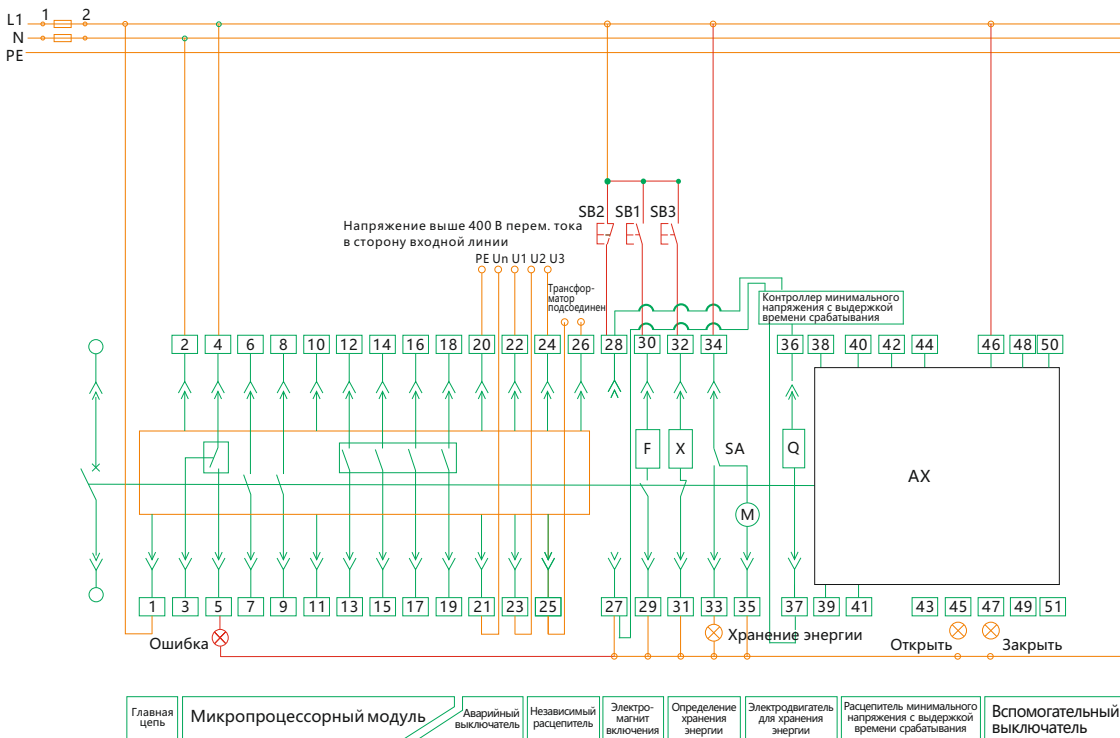 L1 1 2
N
PE
SB2 SB1 SB3
Напряжение выше 400 В перем. тока
в сторону входной линии
PE Un U1 U2 U3
Трансфор-
матор
подсоединен
Контроллер минимального
напряжения с выдержкой
времени срабатывания
2 4 6 8 10 12 14 16 18 20 22 24 26 28 30 32 34 36 38 40 42 44 46 48 50
F X SA Q
AX
M
1 3 5 7 9 11 13 15 17 19 21 23 25 27 29 31 33 35 37 39 41 43 45 47 49 51
Ошибка
Хранение энергии
Открыть
Закрыть
Главная
цепь
Микропроцессорный модуль
Аварийный
выключатель
Независимый
расцепитель
Электро-
магнит
включения
Определение
хранения
энергии
Электродвигатель
для хранения
энергии
Расцепитель минимального
напряжения с выдержкой
времени срабатывания
Вспомогательный
выключатель